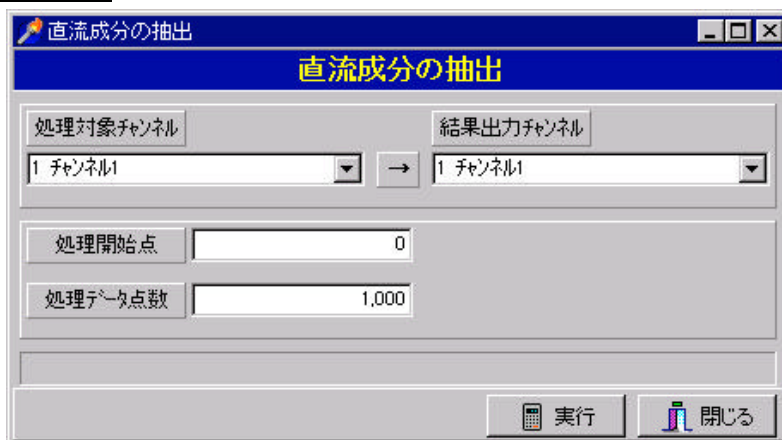 直流成分の抽出
直流成分の抽出
処理対象ﾁｬﾝﾈﾙ
結果出力ﾁｬﾝﾈﾙ
1 ﾁｬﾝﾈﾙ1
→
1 ﾁｬﾝﾈﾙ1
処理開始点
0
処理ﾃﾞｰﾀ点数
1,000
実行
閉じる